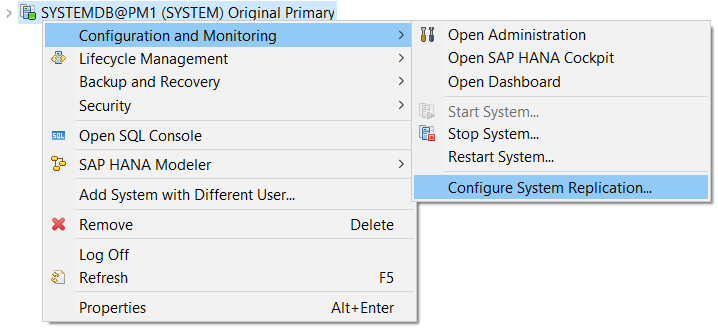 SYSTEMDB@PM1 (SYSTEM) Original Primary
Configuration and Monitoring
Lifecycle Management
Backup and Recovery
Security
SQL Open SQL Console
SAP HANA Modeler
Add System with Different User...
Remove Delete
Log Off
Refresh F5
Properties Alt+Enter
Open Administration
Open SAP HANA Cockpit
Open Dashboard
Start System...
Stop System...
Restart System...
Configure System Replication...